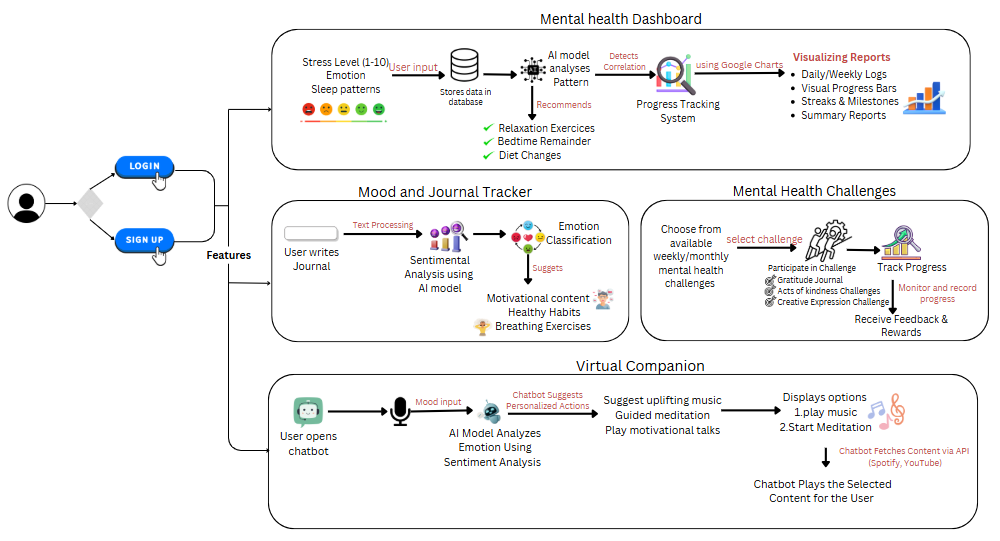 Mental health Dashboard
Stress Level (1-10)
Emotion
Sleep patterns
User input
Stores data in
database
AI model
analyses
Pattern
Recommends
Relaxation Exercices
Bedtime Remainder
Diet Changes
Detects
Correlation
Progress Tracking
System
using Google Charts
Visualizing Reports
• Daily/Weekly Logs
• Visual Progress Bars
• Streaks & Milestones
• Summary Reports
LOGIN
SIGN UP
Features
Mood and Journal Tracker
User writes
Journal
Text Processing
Sentimental
Analysis using
AI model
Emotion
Classification
Suggets
Motivational content
Healthy Habits
Breathing Exercises
Mental Health Challenges
Choose from
available
weekly/monthly
mental health
challenges
select challenge
Participate in Challenge
Gratitude Journal
Acts of kindness Challenges
Creative Expression Challenge
Track Progress
Monitor and record
progress
Receive Feedback &
Rewards
Virtual Companion
User opens
chatbot
Mood input
AI Model Analyzes
Emotion Using
Sentiment Analysis
Chatbot Suggests
Personalized Actions
Suggest uplifting music
Guided meditation
Play motivational talks
Displays options
1.play music
2.Start Meditation
Chatbot Fetches Content via API
(Spotify, YouTube)
Chatbot Plays the Selected
Content for the User